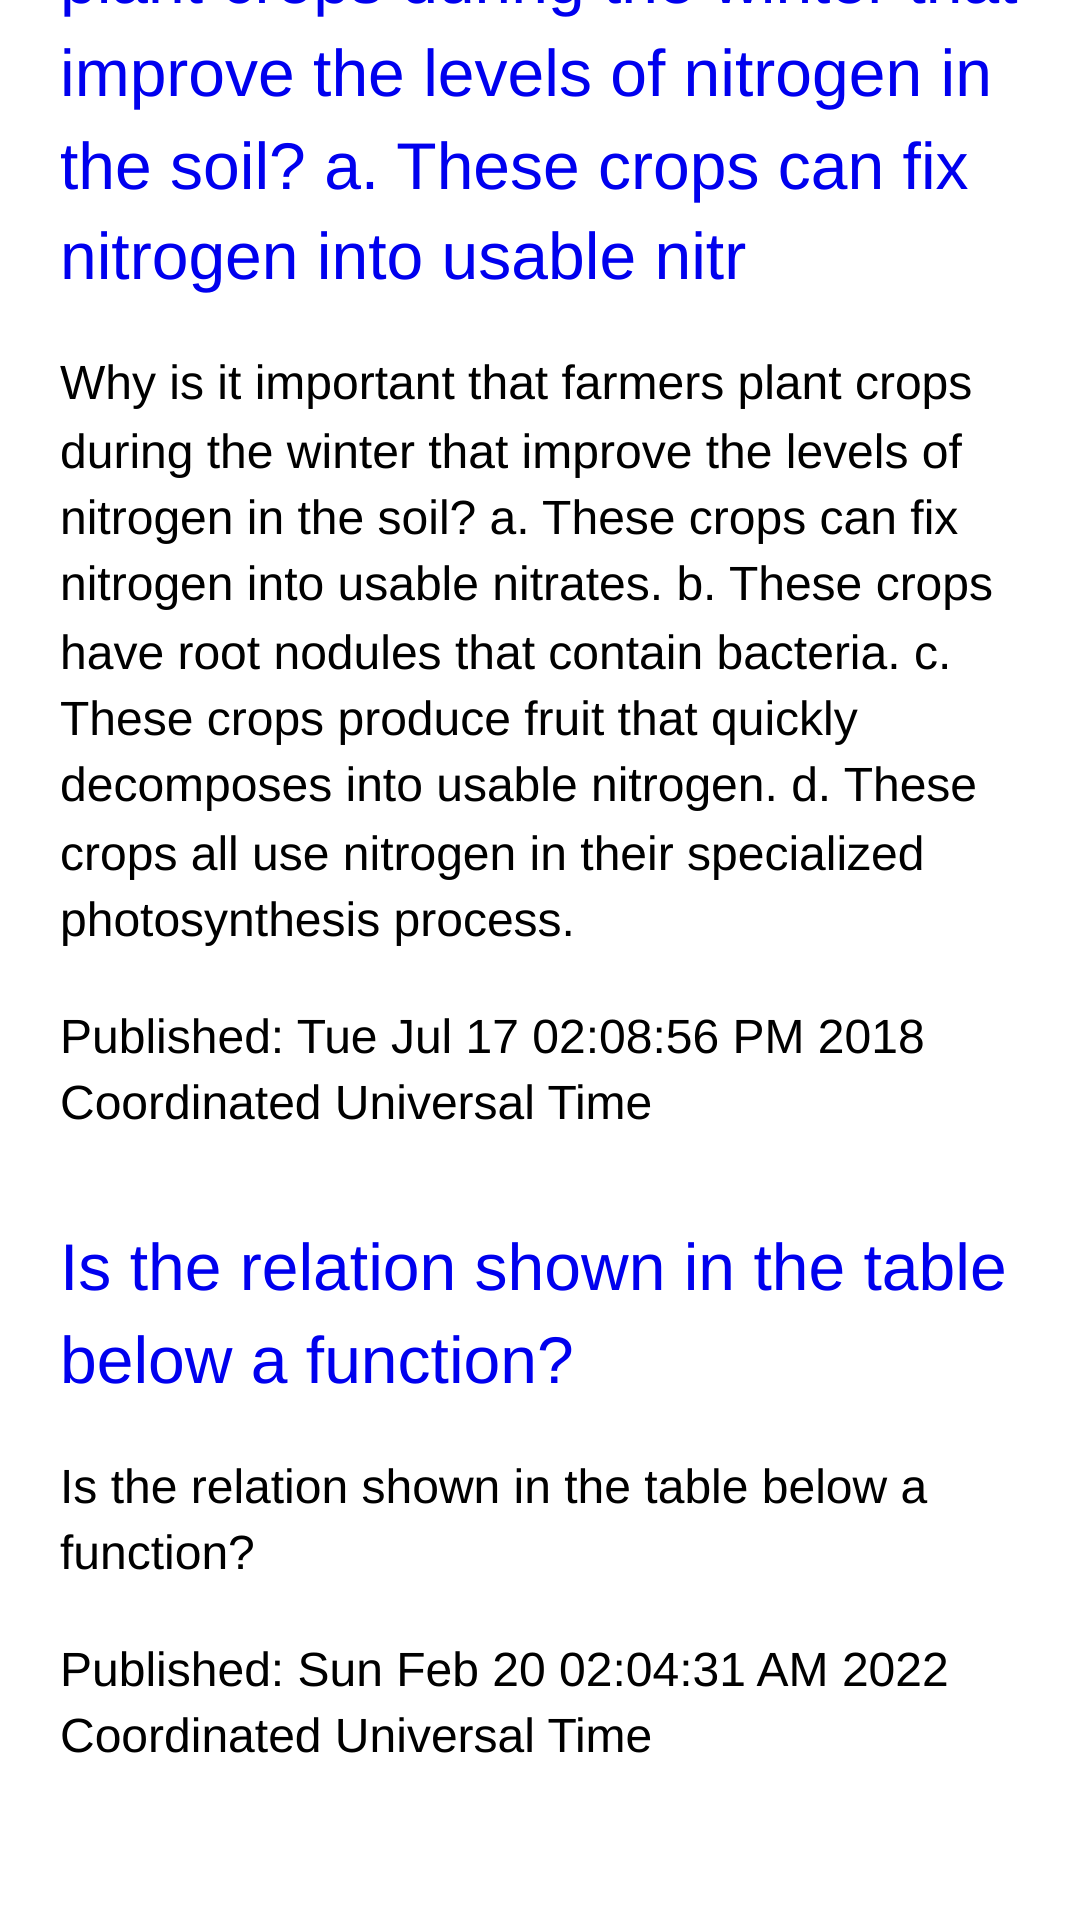 plant crops during the winter that
improve the levels of nitrogen in
the soil? a. These crops can fix
nitrogen into usable nitr
Why is it important that farmers plant crops
during the winter that improve the levels of
nitrogen in the soil? a. These crops can fix
nitrogen into usable nitrates. b. These crops
have root nodules that contain bacteria. c.
These crops produce fruit that quickly
decomposes into usable nitrogen. d. These
crops all use nitrogen in their specialized
photosynthesis process.
Published: Tue Jul 17 02:08:56 PM 2018
Coordinated Universal Time
Is the relation shown in the table
below a function?
Is the relation shown in the table below a
function?
Published: Sun Feb 20 02:04:31 AM 2022
Coordinated Universal Time